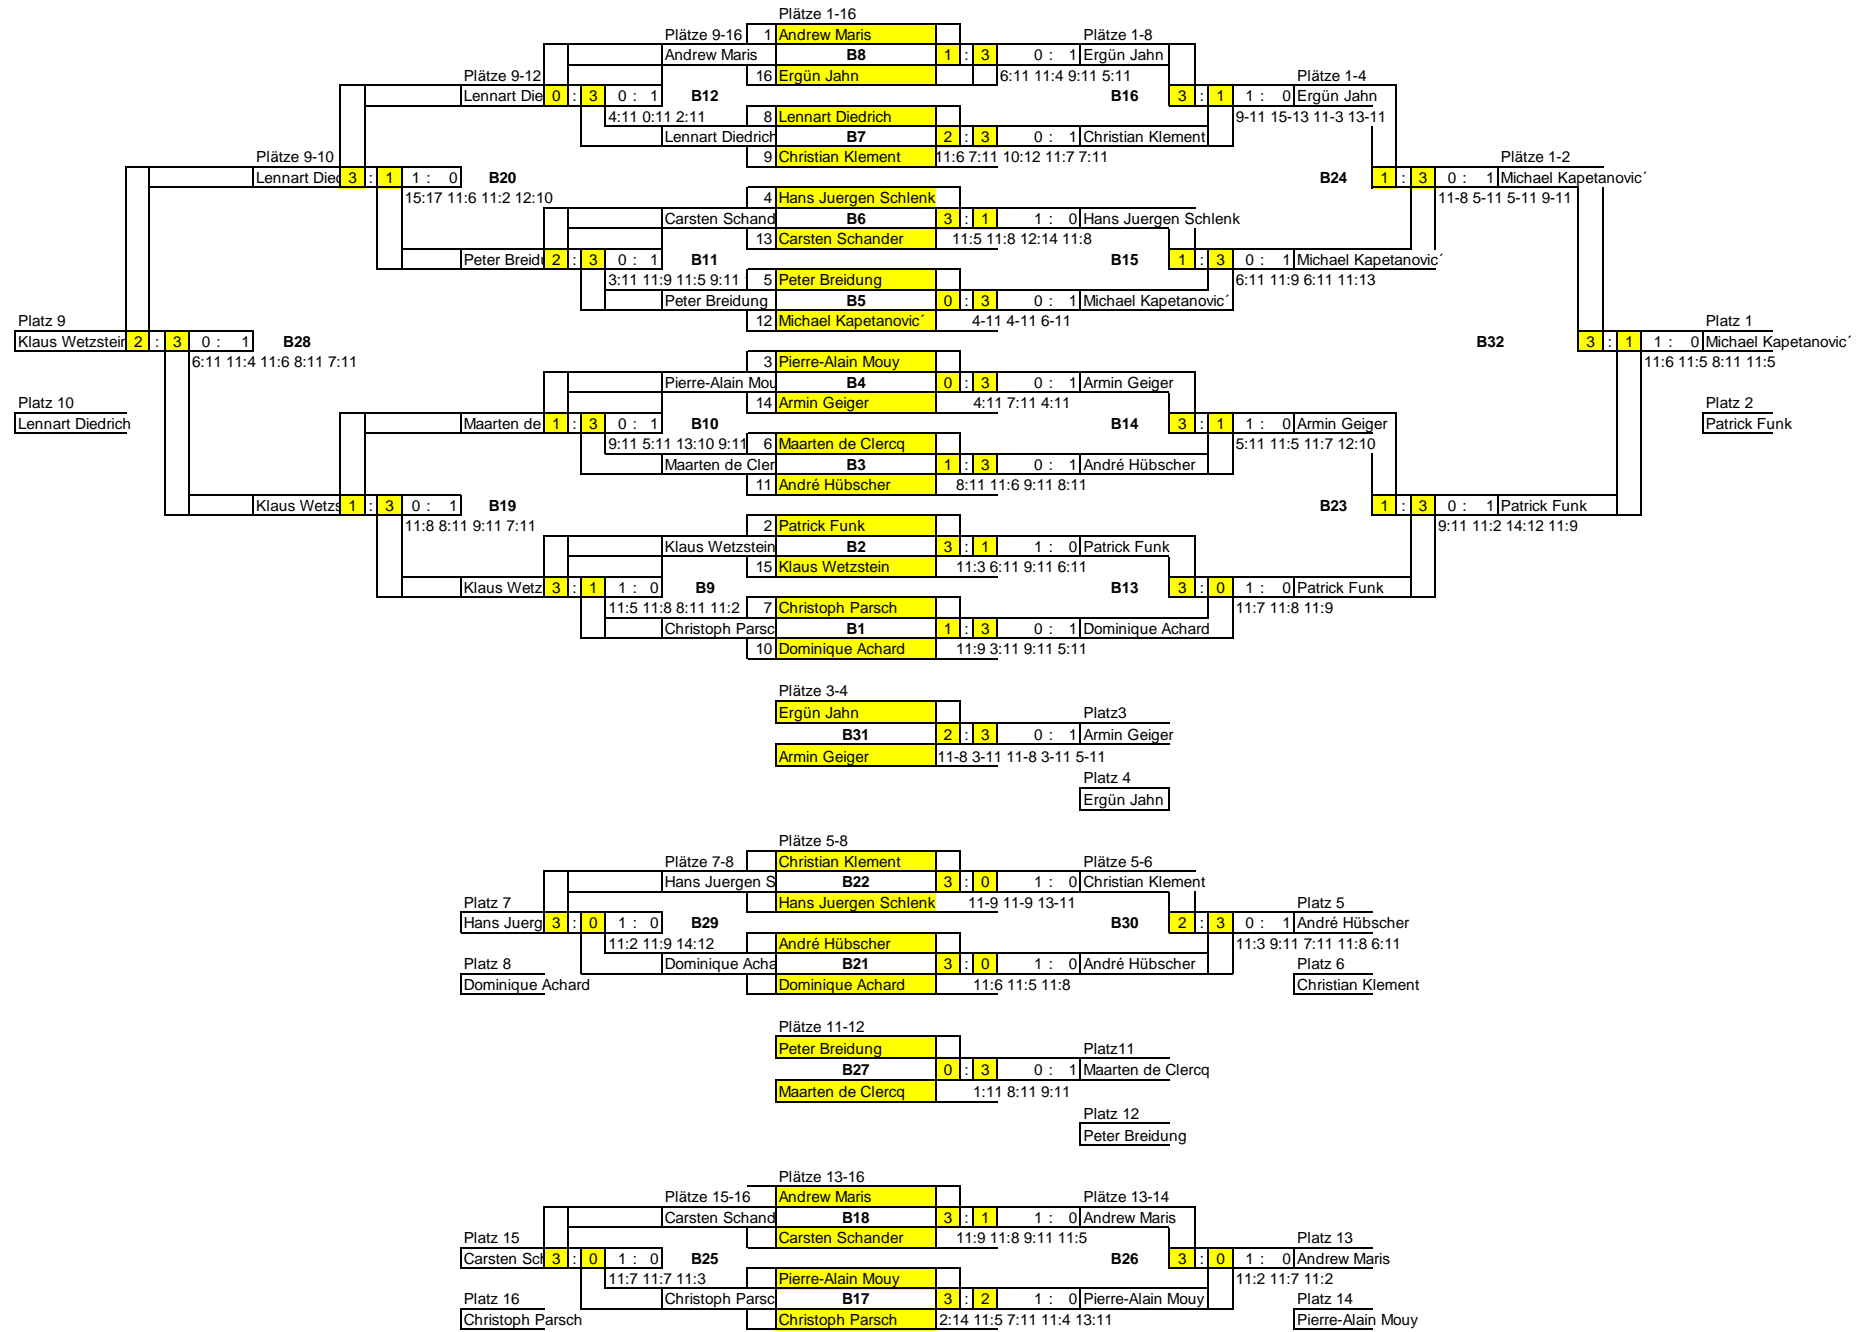 Plätze 1-16
Plätze 9-16 1 Andrew Maris Plätze 1-8
Andrew Maris B8 1 : 3 0 : 1 Ergün Jahn
Plätze 9-12 16 Ergün Jahn 6:11 11:4 9:11 5:11 Plätze 1-4
Lennart Die 0 : 3 0 : 1 B12 B16 3 : 1 1 : 0 Ergün Jahn
4:11 0:11 2:11 8 Lennart Diedrich 9-11 15-13 11-3 13-11
Lennart Diedrich B7 2 : 3 0 : 1 Christian Klement
Plätze 9-10 9 Christian Klement 11:6 7:11 10:12 11:7 7:11 Plätze 1-2
Lennart Died 3 : 1 1 : 0 B20 B24 1 : 3 0 : 1 Michael Kapetanovic´
15:17 11:6 11:2 12:10 4 Hans Juergen Schlenk 11-8 5-11 5-11 9-11
Carsten Schand B6 3 : 1 1 : 0 Hans Juergen Schlenk
13 Carsten Schander 11:5 11:8 12:14 11:8
Peter Breidu 2 : 3 0 : 1 B11 B15 1 : 3 0 : 1 Michael Kapetanovic´
3:11 11:9 11:5 9:11 5 Peter Breidung 6:11 11:9 6:11 11:13
Peter Breidung B5 0 : 3 0 : 1 Michael Kapetanovic´
Platz 9 12 Michael Kapetanovic´ 4-11 4-11 6-11 Platz 1
Klaus Wetzstein 2 : 3 0 : 1 B28 B32 3 : 1 1 : 0 Michael Kapetanovic´
6:11 11:4 11:6 8:11 7:11 3 Pierre-Alain Mouy 11:6 11:5 8:11 11:5
Pierre-Alain Mou B4 0 : 3 0 : 1 Armin Geiger
Platz 10 14 Armin Geiger 4:11 7:11 4:11 Platz 2
Lennart Diedrich Maarten de 1 : 3 0 : 1 B10 B14 3 : 1 1 : 0 Armin Geiger Patrick Funk
9:11 5:11 13:10 9:11 6 Maarten de Clercq 5:11 11:5 11:7 12:10
Maarten de Cler B3 1 : 3 0 : 1 André Hübscher
11 André Hübscher 8:11 11:6 9:11 8:11
Klaus Wetzs 1 : 3 0 : 1 B19 B23 1 : 3 0 : 1 Patrick Funk
11:8 8:11 9:11 7:11 2 Patrick Funk 9:11 11:2 14:12 11:9
Klaus Wetzstein B2 3 : 1 1 : 0 Patrick Funk
15 Klaus Wetzstein 11:3 6:11 9:11 6:11
Klaus Wetz 3 : 1 1 : 0 B9 B13 3 : 0 1 : 0 Patrick Funk
11:5 11:8 8:11 11:2 7 Christoph Parsch 11:7 11:8 11:9
Christoph Parsc B1 1 : 3 0 : 1 Dominique Achard
10 Dominique Achard 11:9 3:11 9:11 5:11
Plätze 3-4
Ergün Jahn Platz3
B31 2 : 3 0 : 1 Armin Geiger
Armin Geiger 11-8 3-11 11-8 3-11 5-11
Platz 4
Ergün Jahn
Plätze 5-8
Plätze 7-8 Christian Klement Plätze 5-6
Hans Juergen S B22 3 : 0 1 : 0 Christian Klement
Platz 7 Hans Juergen Schlenk 11-9 11-9 13-11 Platz 5
Hans Juerg 3 : 0 1 : 0 B29 B30 2 : 3 0 : 1 André Hübscher
11:2 11:9 14:12 André Hübscher 11:3 9:11 7:11 11:8 6:11
Platz 8 Dominique Acha B21 3 : 0 1 : 0 André Hübscher Platz 6
Dominique Achard Dominique Achard 11:6 11:5 11:8 Christian Klement
Plätze 11-12
Peter Breidung Platz11
B27 0 : 3 0 : 1 Maarten de Clercq
Maarten de Clercq 1:11 8:11 9:11
Platz 12
Peter Breidung
Plätze 13-16
Plätze 15-16 Andrew Maris Plätze 13-14
Carsten Schand B18 3 : 1 1 : 0 Andrew Maris
Platz 15 Carsten Schander 11:9 11:8 9:11 11:5 Platz 13
Carsten Sch 3 : 0 1 : 0 B25 B26 3 : 0 1 : 0 Andrew Maris
11:7 11:7 11:3 Pierre-Alain Mouy 11:2 11:7 11:2
Platz 16 Christoph Parsc B17 3 : 2 1 : 0 Pierre-Alain Mouy Platz 14
Christoph Parsch Christoph Parsch 2:14 11:5 7:11 11:4 13:11 Pierre-Alain Mouy